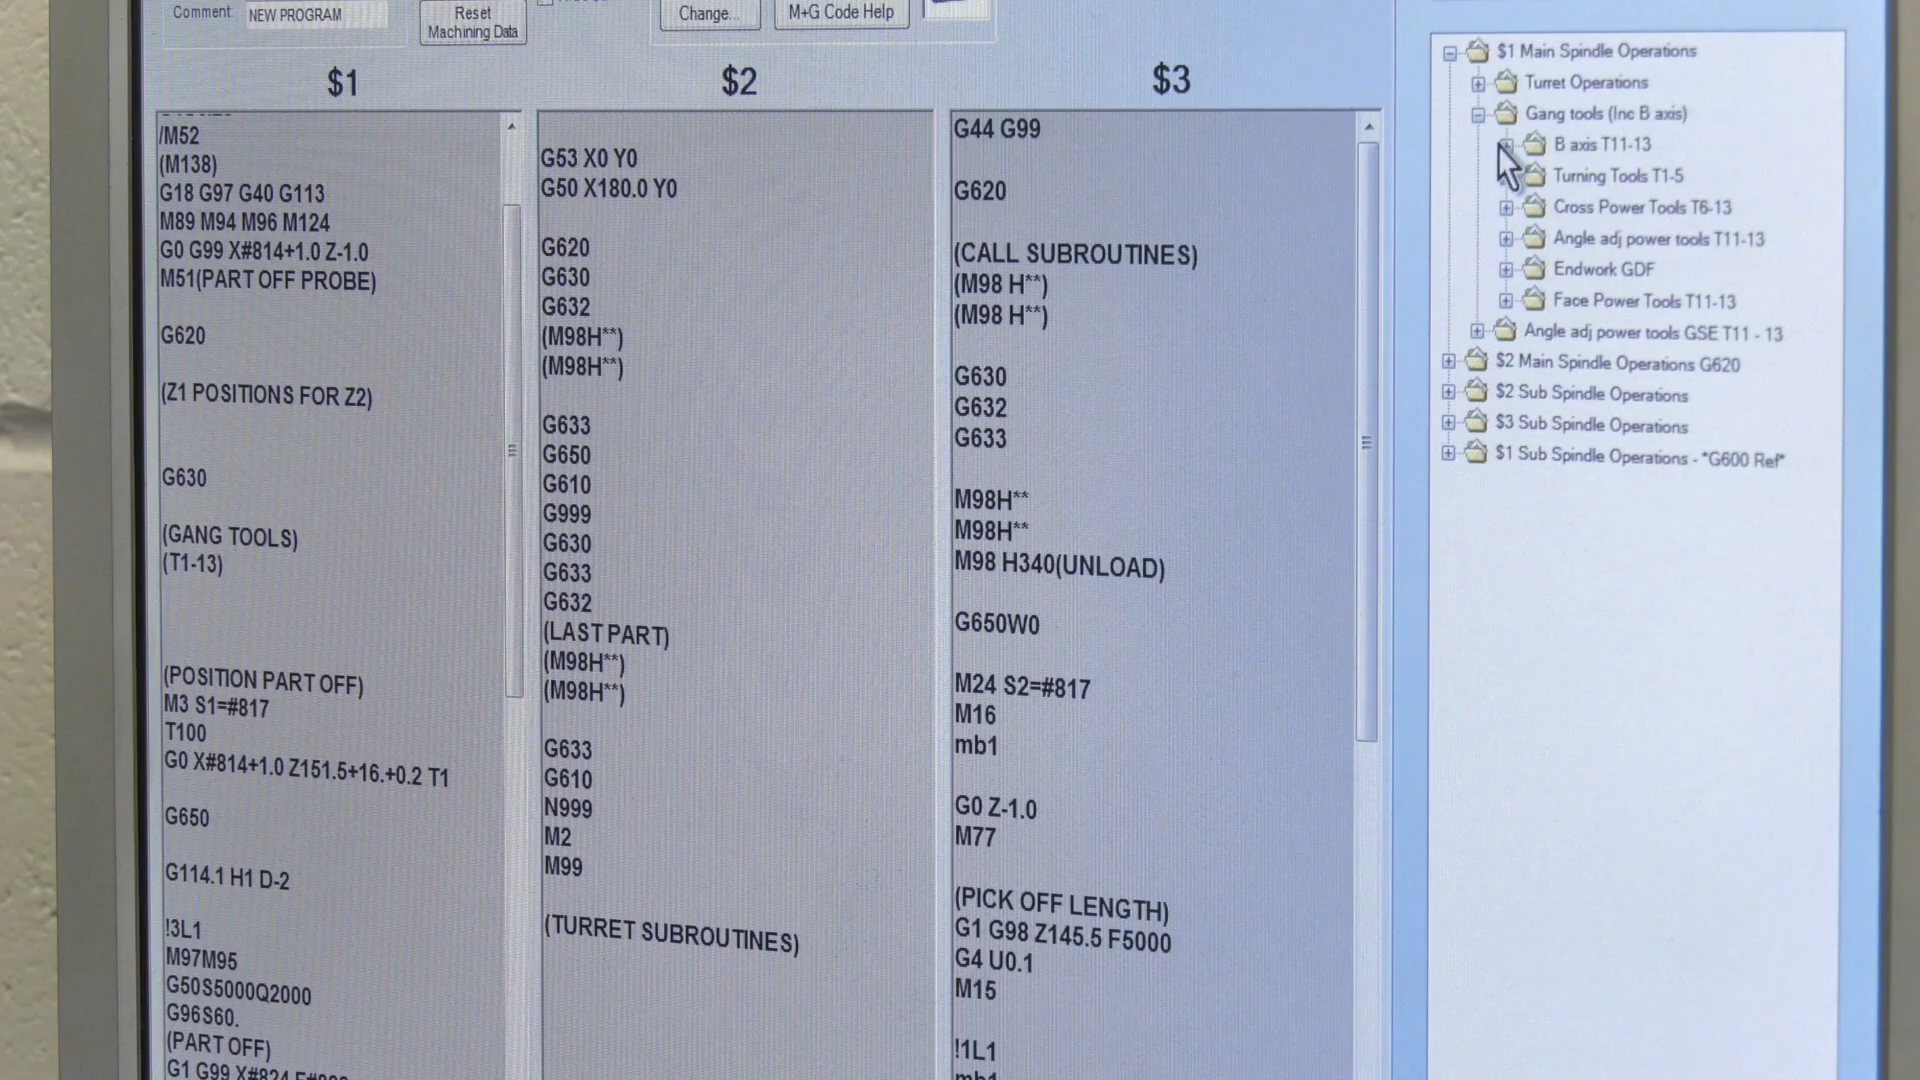 Comment
NEW PROGRAM
Reset
Machining Data
Change...
M+G Code Help
$1
/M52
(M138)
G18 G97 G40 G113
M89 M94 M96 M124
G0 G99 X#814+1.0 Z-1.0
M51(PART OFF PROBE)
G620
(Z1 POSITIONS FOR Z2)
G630
(GANG TOOLS)
(T1-13)
(POSITION PART OFF)
M3 S1=#817
T100
G0 X#814+1.0 Z151.5+16.+0.2 T1
G650
G114.1 H1 D-2
!3L1
M97M95
G50S5000Q2000
G96S60.
(PART OFF)
G1 G99
$2
G53 X0 Y0
G50 X180.0 Y0
G620
G630
G632
(M98H**)
(M98H**)
G633
G650
G610
G999
G630
G633
G632
(LAST PART)
(M98H**)
(M98H**)
G633
G610
N999
M2
M99
(TURRET SUBROUTINES)
$3
G44 G99
G620
(CALL SUBROUTINES)
(M98 H**)
(M98 H**)
G630
G632
G633
M98H**
M98H**
M98 H340(UNLOAD)
G650W0
M24 S2=#817
M16
mb1
G0 Z-1.0
M77
(PICK OFF LENGTH)
G1 G98 Z145.5 F5000
G4 U0.1
M15
!1L1
mb1
$1 Main Spindle Operations
Turret Operations
Gang tools (Inc B axis)
B axis T11-13
Turning Tools T1-5
Cross Power Tools T6-13
Angle adj power tools T11-13
Endwork GDF
Face Power Tools T11-13
Angle adj power tools GSE T11 - 13
$2 Main Spindle Operations G620
$2 Sub Spindle Operations
$3 Sub Spindle Operations
$1 Sub Spindle Operations - *G600 Ref*